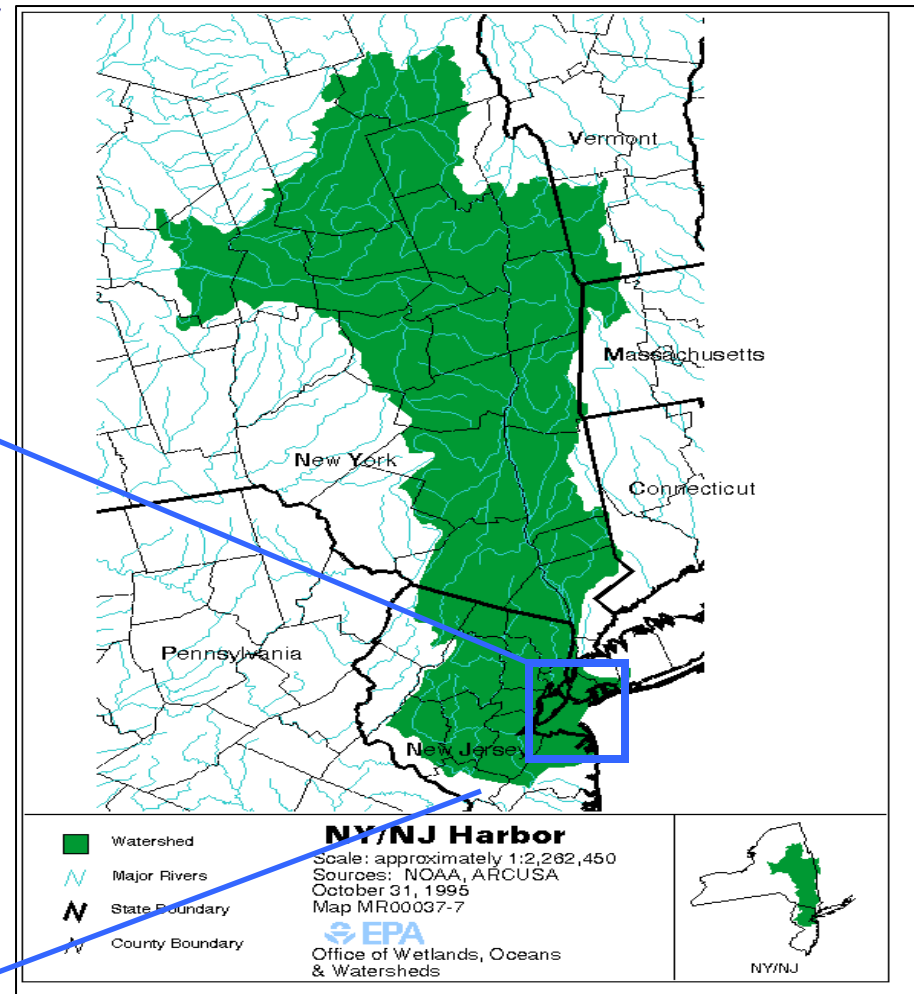 Vermont
Massachusetts
New York
Connecticut
Pennsylvania
New Jersey
Watershed
Major Rivers
State Boundary
County Boundary
NY/NJ Harbor
Scale: approximately 1:2,262,450
Sources: NOAA, ARCUSA
October 31, 1995
Map MR00037-7
EPA
Office of Wetlands, Oceans
& Watersheds
NY/NJ